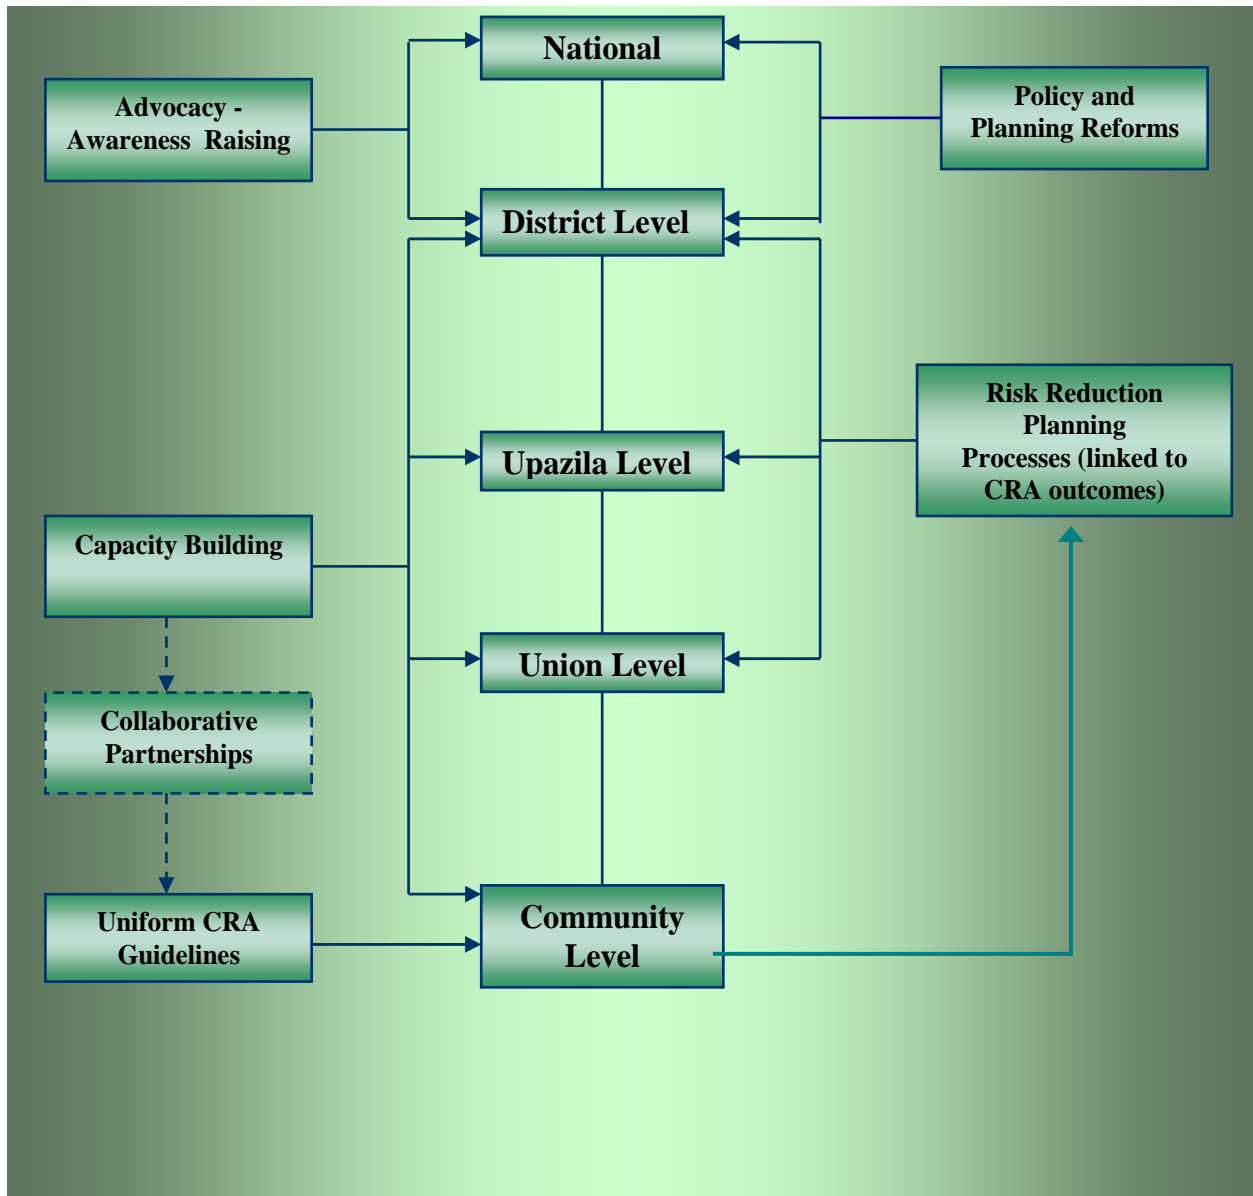 National
Advocacy -
Awareness Raising
Policy and
Planning Reforms
District Level
Risk Reduction
Planning
Processes (linked to
CRA outcomes)
Upazila Level
Capacity Building
Union Level
Collaborative
Partnerships
Uniform CRA
Guidelines
Community
Level